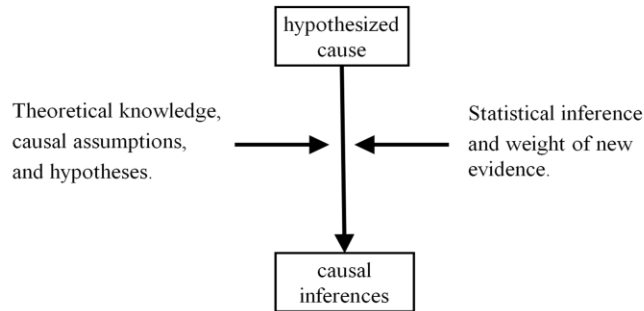 hypothesized
cause
Theoretical knowledge,
causal assumptions,
and hypotheses.
Statistical inference
and weight of new
evidence.
causal
inferences